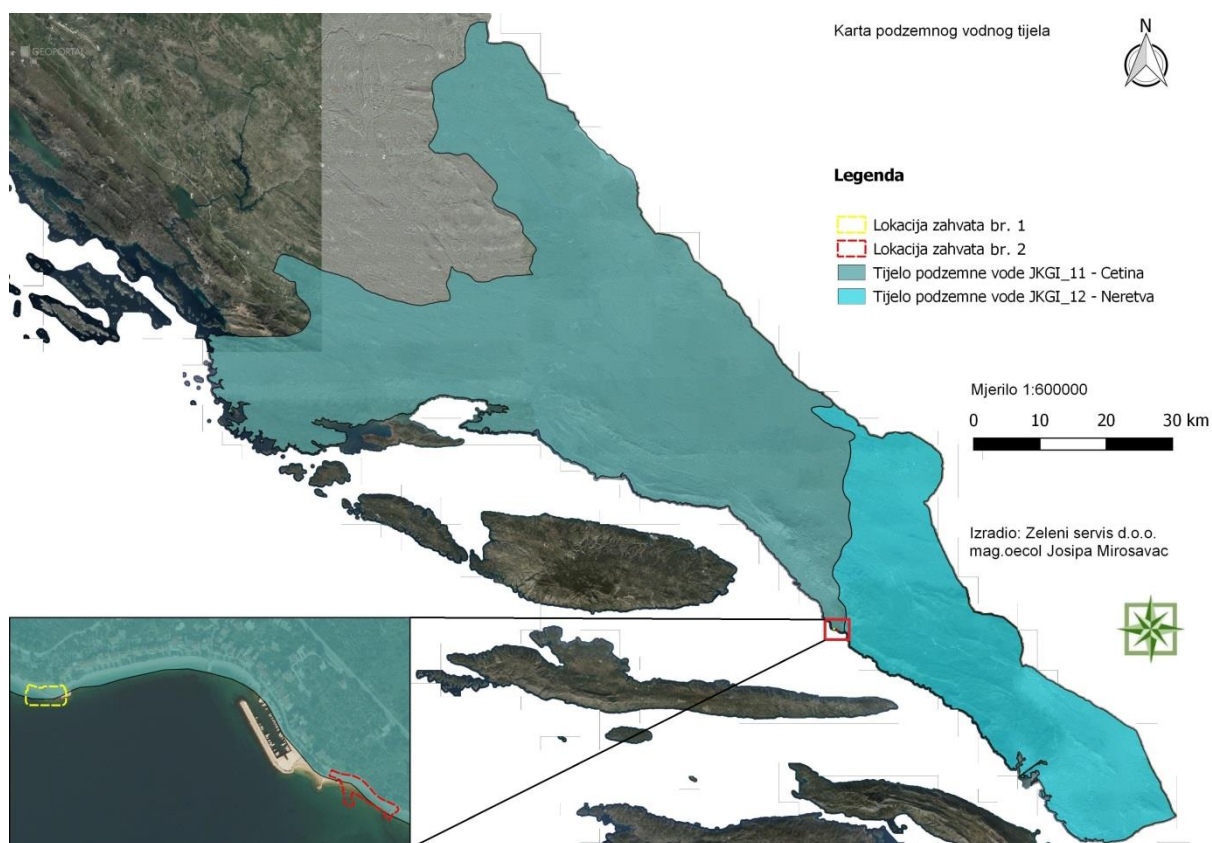 GEOPORTAL
Karta podzemnog vodnog tijela
N
Legenda
Lokacija zahvata br. 1
Lokacija zahvata br. 2
Tijelo podzemne vode JKGI_11 - Cetina
Tijelo podzemne vode JKGI_12 - Neretva
Mjerilo 1:600000
0 10 20 30 km
Izradio: Zeleni servis d.o.o.
mag.oecol Josipa Mirosavac